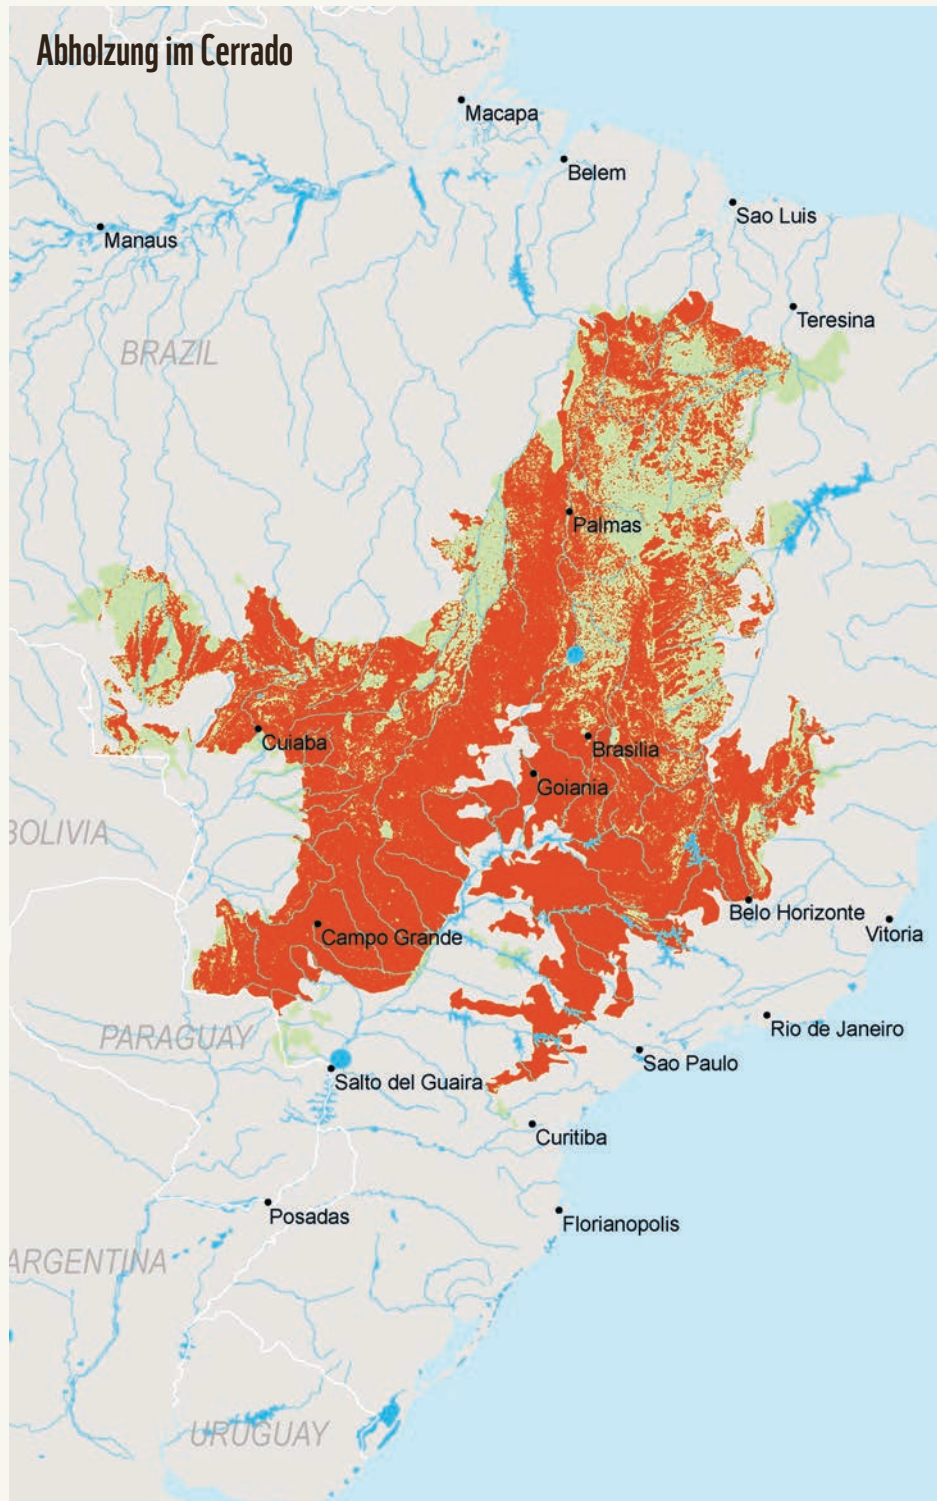 Abholzung im Cerrado
Macapa
Belem
Sao Luis
Manaus
Teresina
BRAZIL
Palmas
Cuiaba
Brasilia
Goiania
BOLIVIA
Belo Horizonte
Vitoria
Campo Grande
Rio de Janeiro
PARAGUAY
Sao Paulo
Salto del Guaira
Curitiba
Posadas
Florianopolis
ARGENTINA
URUGUAY